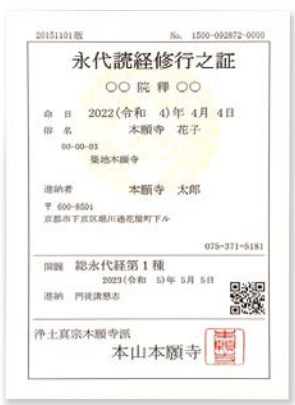 20151101版 No. 1500-092872-0000
永代読経修行之証
○○ 院 釋 ○○
命 日 2022(令和 4)年 4月 4日
俗 名 本願寺 花子
00-00-03
築地本願寺
進納者 本願寺 太郎
〒 600-8501
京都市下京区堀川通花屋町下ル
075-371-5181
開闢 総永代経第1種
2023(令和 5)年 5月 5日
進納 門徒講懇志
浄土真宗本願寺派
本山本願寺